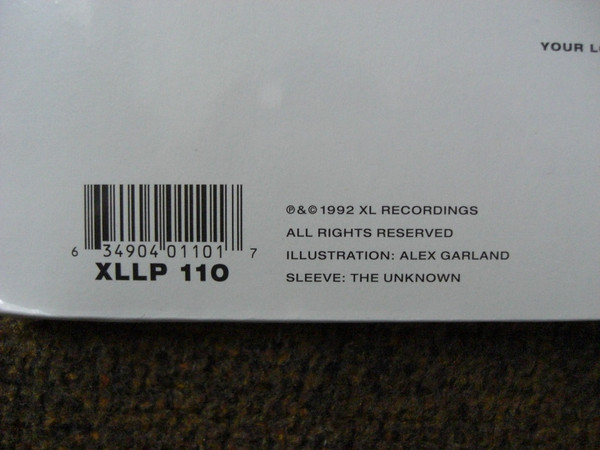 YOUR
℗&©1992 XL RECORDINGS
ALL RIGHTS RESERVED
ILLUSTRATION: ALEX GARLAND
SLEEVE: THE UNKNOWN
6 34904 01101 7
XLLP 110